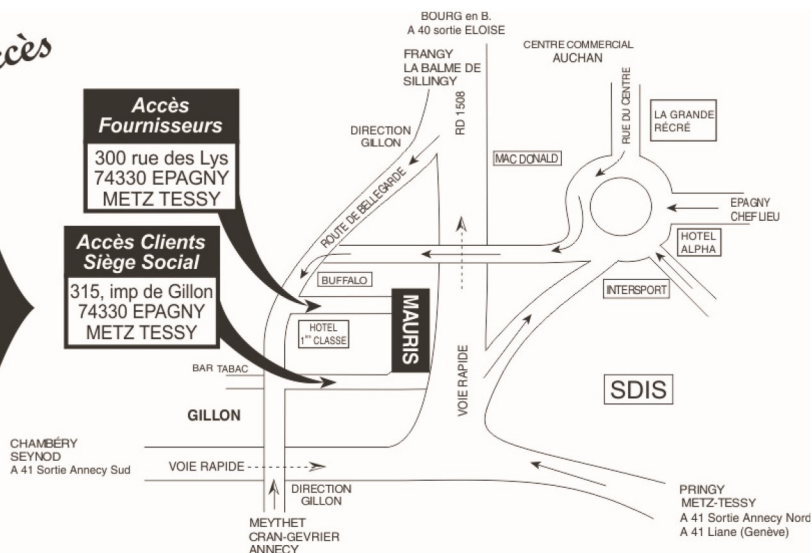 BOURG en B.
A 40 sortie ELOISE
FRANGY
LA BALME DE
SILLINGY
RD 1508
CENTRE COMMERCIAL
AUCHAN
RUE DU CENTRE
LA GRANDE
RÉCRÉ
Accès
Fournisseurs
300 rue des Lys
74330 EPAGNY
METZ TESSY
DIRECTION
GILLON
MAC DONALD
ROUTE DE BELLEGARDE
EPAGNY
CHEF LIEU
HOTEL
ALPHA
Accès Clients
Siège Social
315, imp de Gillon
74330 EPAGNY
METZ TESSY
BUFFALO
INTERSPORT
MAURIS
HOTEL
1ère CLASSE
BAR TABAC
VOIE RAPIDE
SDIS
GILLON
CHAMBÉRY
SEYNOD
A 41 Sortie Annecy Sud
VOIE RAPIDE
DIRECTION
GILLON
MEYTHET
CRAN-GEVRIER
ANNECY
PRINGY
METZ-TESSY
A 41 Sortie Annecy Nord
A 41 Liane (Genève)